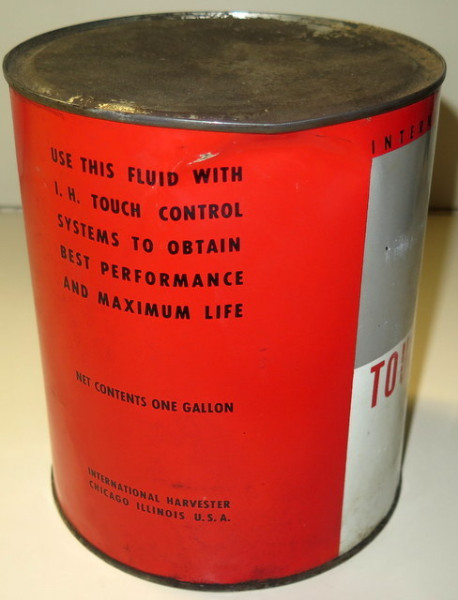 USE THIS FLUID WITH
I. H. TOUCH CONTROL
SYSTEMS TO OBTAIN
BEST PERFORMANCE
AND MAXIMUM LIFE
NET CONTENTS ONE GALLON
INTERNATIONAL HARVESTER
CHICAGO ILLINOIS U.S.A.